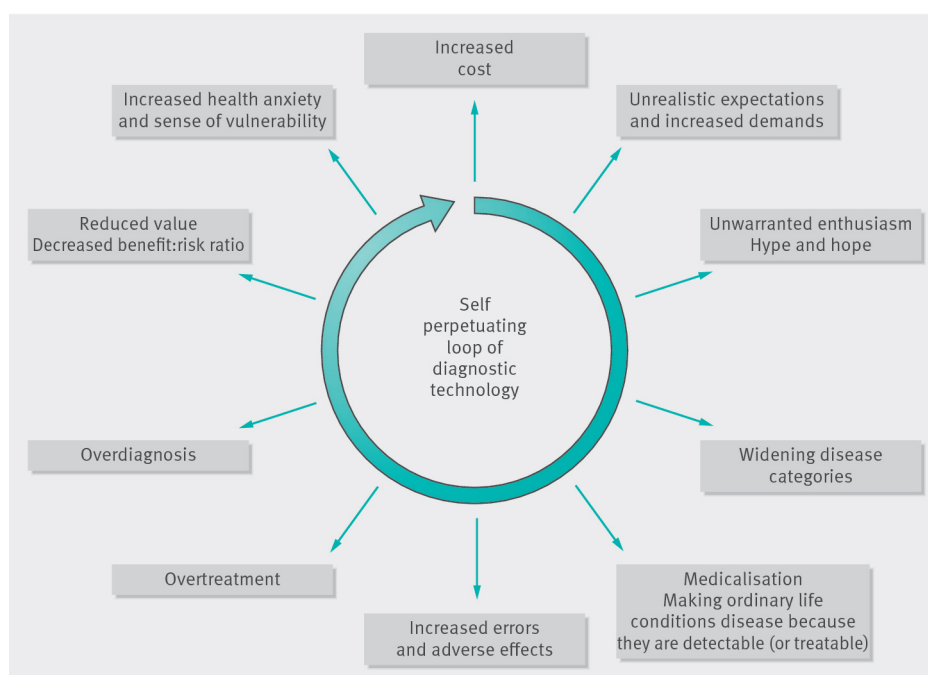 Increased
cost
Unrealistic expectations
and increased demands
Unwarranted enthusiasm
Hype and hope
Widening disease
categories
Medicalisation
Making ordinary life
conditions disease because
they are detectable (or treatable)
Increased errors
and adverse effects
Overtreatment
Overdiagnosis
Reduced value
Decreased benefit:risk ratio
Increased health anxiety
and sense of vulnerability
Self
perpetuating
loop of
diagnostic
technology